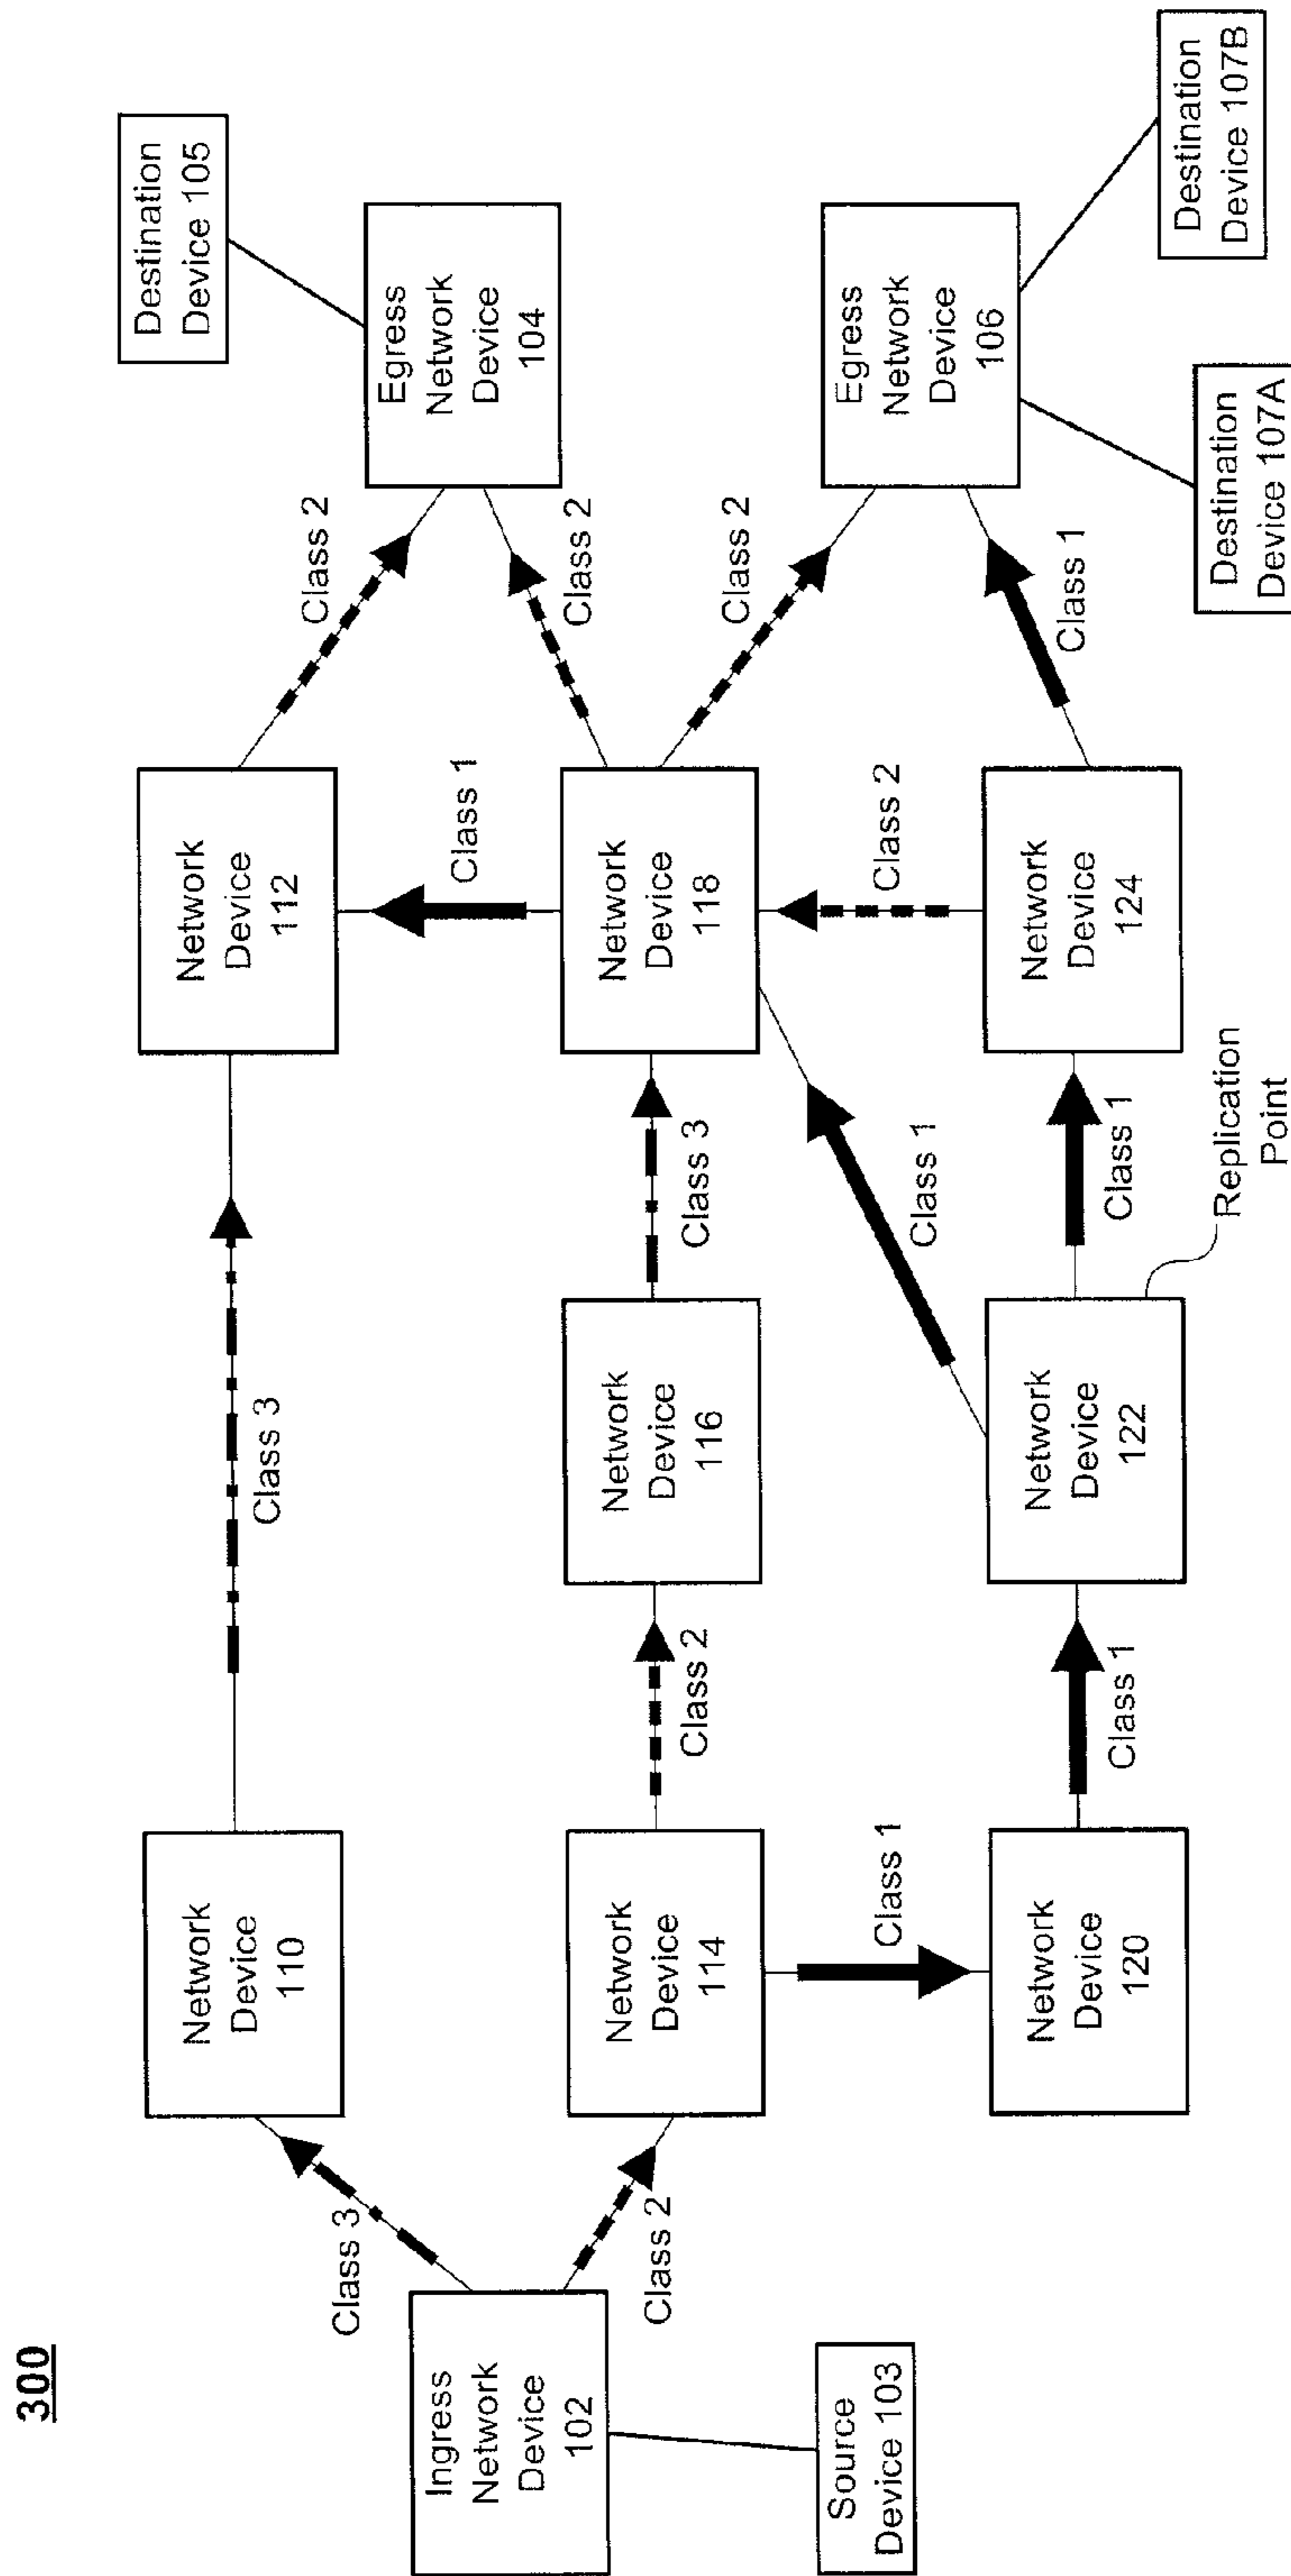 300
Ingress
Network
Device
102
Source
Device 103
Class 3
Class 2
Network
Device
110
Network
Device
114
Network
Device
120
Class 1
Class 3
Class 2
Class 1
Network
Device
116
Network
Device
122
Replication
Point
Class 3
Class 1
Class 1
Network
Device
112
Network
Device
118
Network
Device
124
Class 1
Class 2
Class 2
Class 2
Class 2
Class 1
Egress
Network
Device
104
Egress
Network
Device
106
Destination
Device 105
Destination
Device 107A
Destination
Device 107B